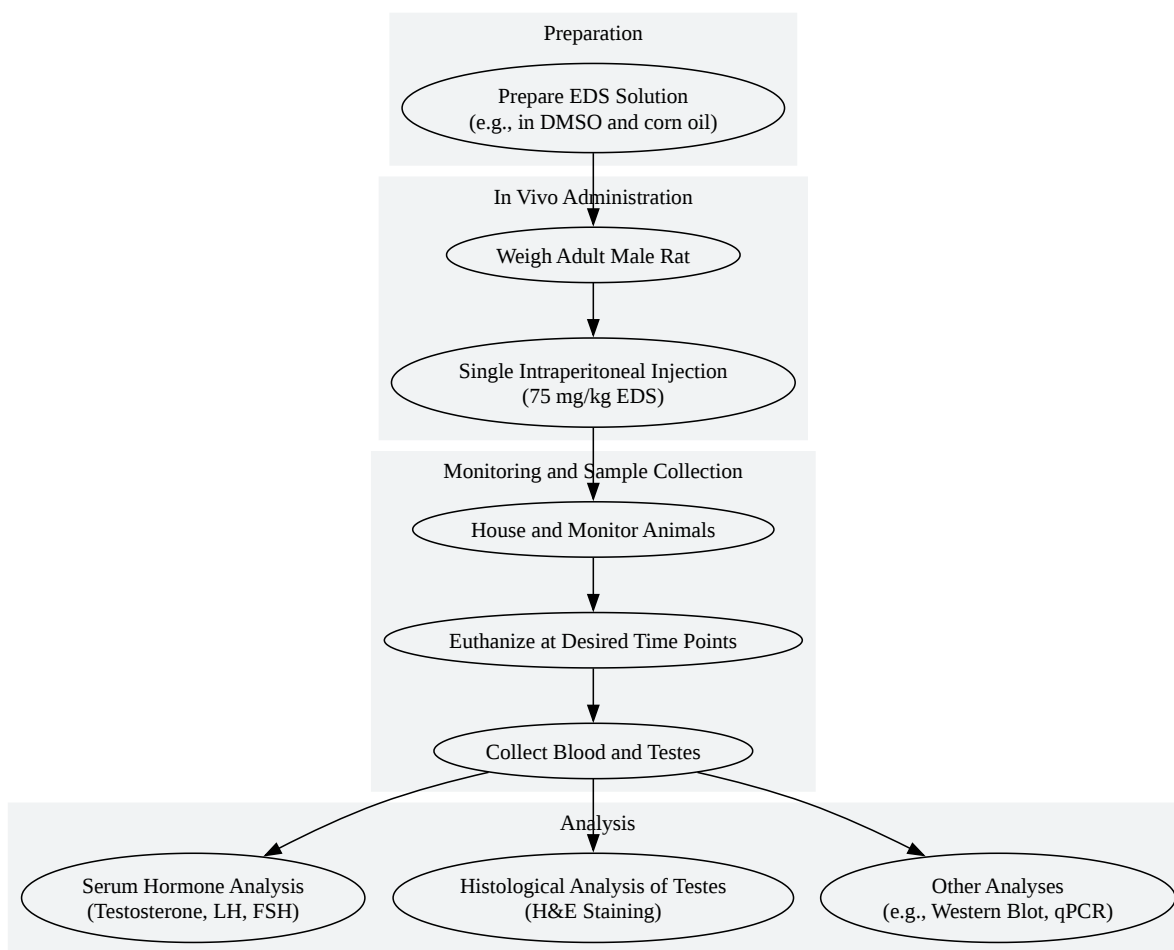 Preparation
Prepare EDS Solution
(e.g., in DMSO and corn oil)
In Vivo Administration
Weigh Adult Male Rat
Single Intraperitoneal Injection
(75 mg/kg EDS)
Monitoring and Sample Collection
House and Monitor Animals
Euthanize at Desired Time Points
Collect Blood and Testes
Analysis
Serum Hormone Analysis
(Testosterone, LH, FSH)
Histological Analysis of Testes
(H&E Staining)
Other Analyses
(e.g., Western Blot, qPCR)